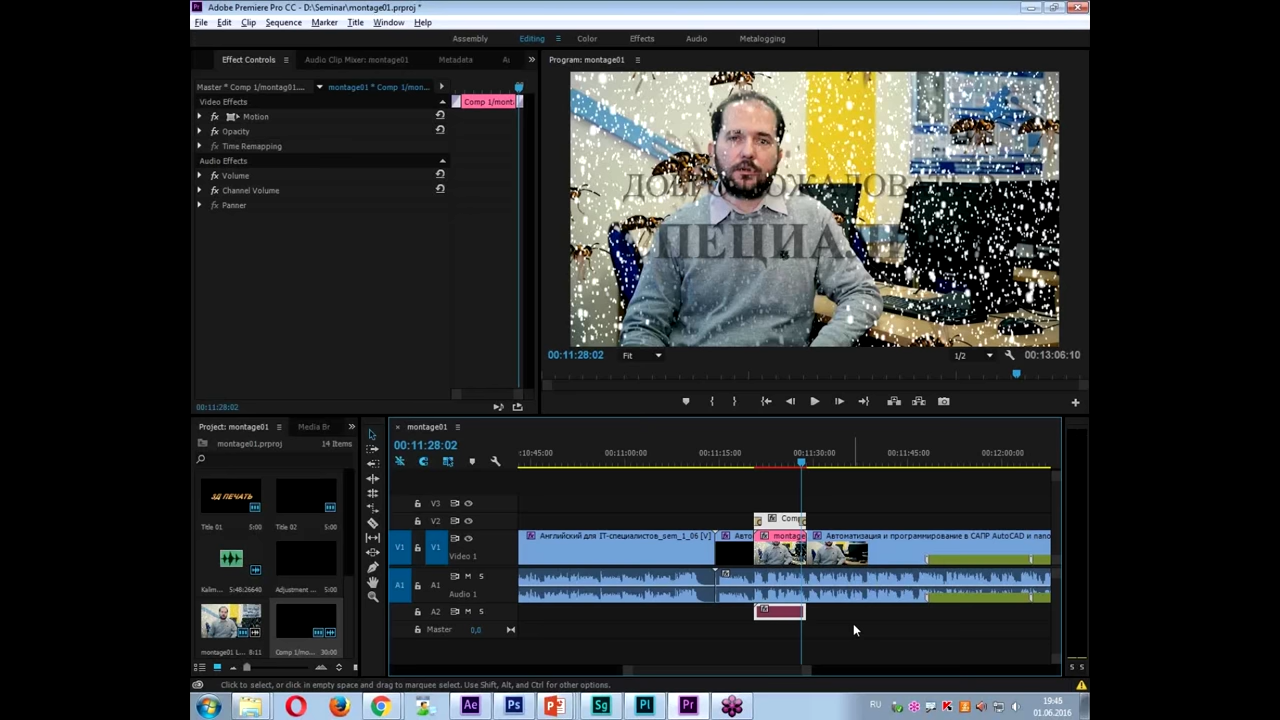 Adobe Premiere Pro CC - D:\Seminar\montage01.prproj *
File Edit Clip Sequence Marker Title Window Help
Assembly Editing Color Effects Audio Metalogging
Effect Controls Audio Clip Mixer: montage01 Metadata
Program: montage01
Master * Comp 1/montag01.... montage01 * Comp 1/mon...
Video Effects
Comp 1/mont
fx Motion
fx Opacity
fx Time Remapping
Audio Effects
fx Volume
fx Channel Volume
fx Panner
ПЕЦИАЛ
00:11:28:02 Fit 1/2 00:13:06:10
00:11:28:02
Project: montage01 Media Br
montage01.prproj 14 Items
Title 01 5:00 Title 02 5:00
Kalim... 5:48:26640 Adjustment ... 5:00
montage01 L... 8:11 Comp 1/mo... 30:00
montage01
00:11:28:02
:10:45:00 00:11:00:00 00:11:15:00 00:11:30:00 00:11:45:00 00:12:00:00
V3
V2 Com
V1 V1 Video 1 Английский для IT-специалистов_sem_1_06 [V] Авто montage Автоматизация и программирование в САПР AutoCAD и nano
A1 A1 M S Audio 1
A2 M S
Master 0,0
Click to select, or click in empty space and drag to marquee select. Use Shift, Alt, and Ctrl for other options.
S S
Ae Ps Sg Pl Pr
RU 19:45
01.06.2016